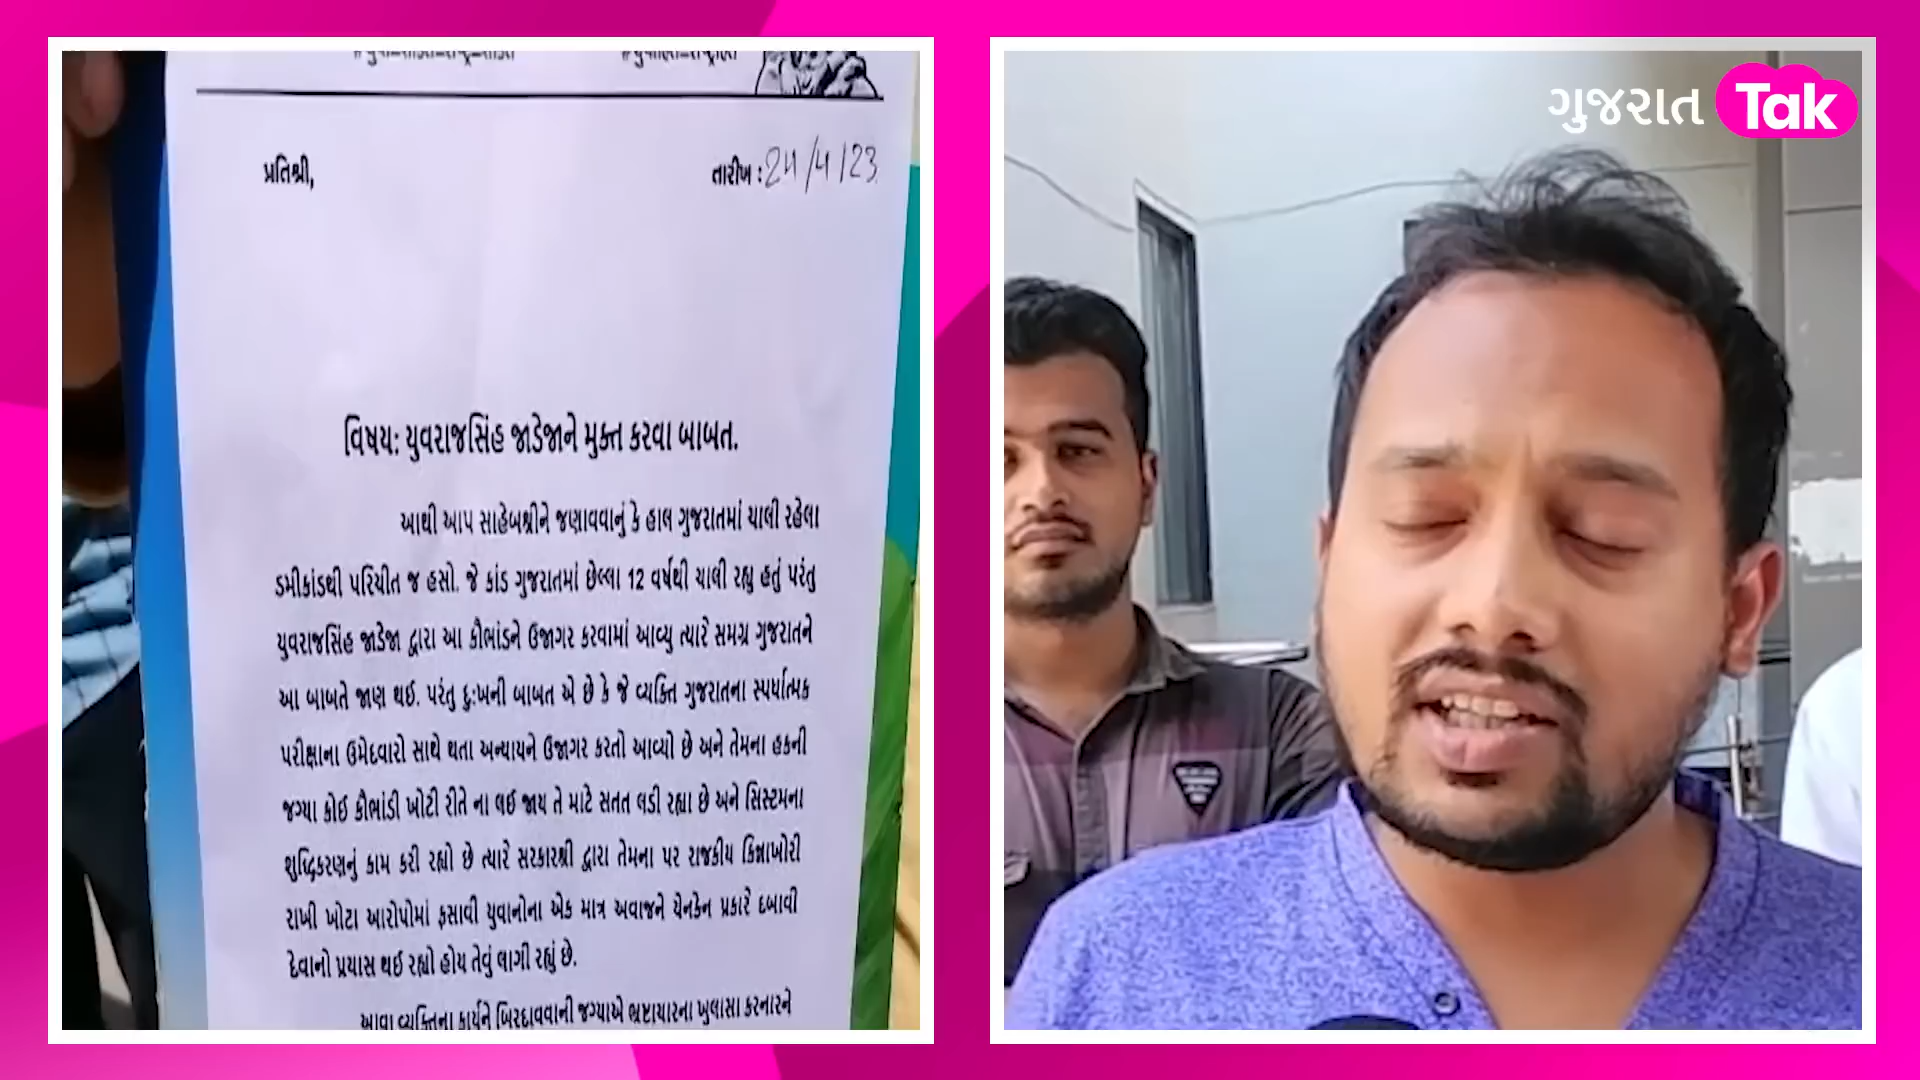 ગુજરાત Tak
પ્રતિશ્રી,
તારીખ : 24/4/23
વિષય: યુવરાજસિંહ જાડેજાને મુક્ત કરવા બાબત.
આથી આપ સાહેબશ્રીને જણાવવાનું કે હાલ ગુજરાતમાં ચાલી રહેલા
ડમીકાંડથી પરિચીત જ હસો. જે કાંડ ગુજરાતમાં છેલ્લા 12 વર્ષથી ચાલી રહ્યુ હતું પરંતુ
યુવરાજસિંહ જાડેજા દ્વારા આ કૌભાંડને ઉજાગર કરવામાં આવ્યુ ત્યારે સમગ્ર ગુજરાતને
આ બાબતે જાણ થઈ. પરંતુ દુ:ખની બાબત એ છે કે જે વ્યક્તિ ગુજરાતના સ્પર્ધાત્મક
પરીક્ષાના ઉમેદવારો સાથે થતા અન્યાયને ઉજાગર કરતો આવ્યો છે અને તેમના હકની
જગ્યા કોઈ કૌભાંડી ખોટી રીતે ના લઈ જાય તે માટે સતત લડી રહ્યા છે અને સિસ્ટમના
શુદ્ધિકરણનું કામ કરી રહ્યો છે ત્યારે સરકારશ્રી દ્વારા તેમના પર રાજકીય કિન્નાખોરી
રાખી ખોટા આરોપોમાં ફસાવી યુવાનોના એક માત્ર અવાજને યેનકેન પ્રકારે દબાવી
દેવાનો પ્રયાસ થઈ રહ્યો હોય તેવું લાગી રહ્યું છે.
આવા વ્યક્તિના કાર્યને બિરદાવવાની જગ્યાએ ભ્રષ્ટાચારના ખુલાસા કરનારને